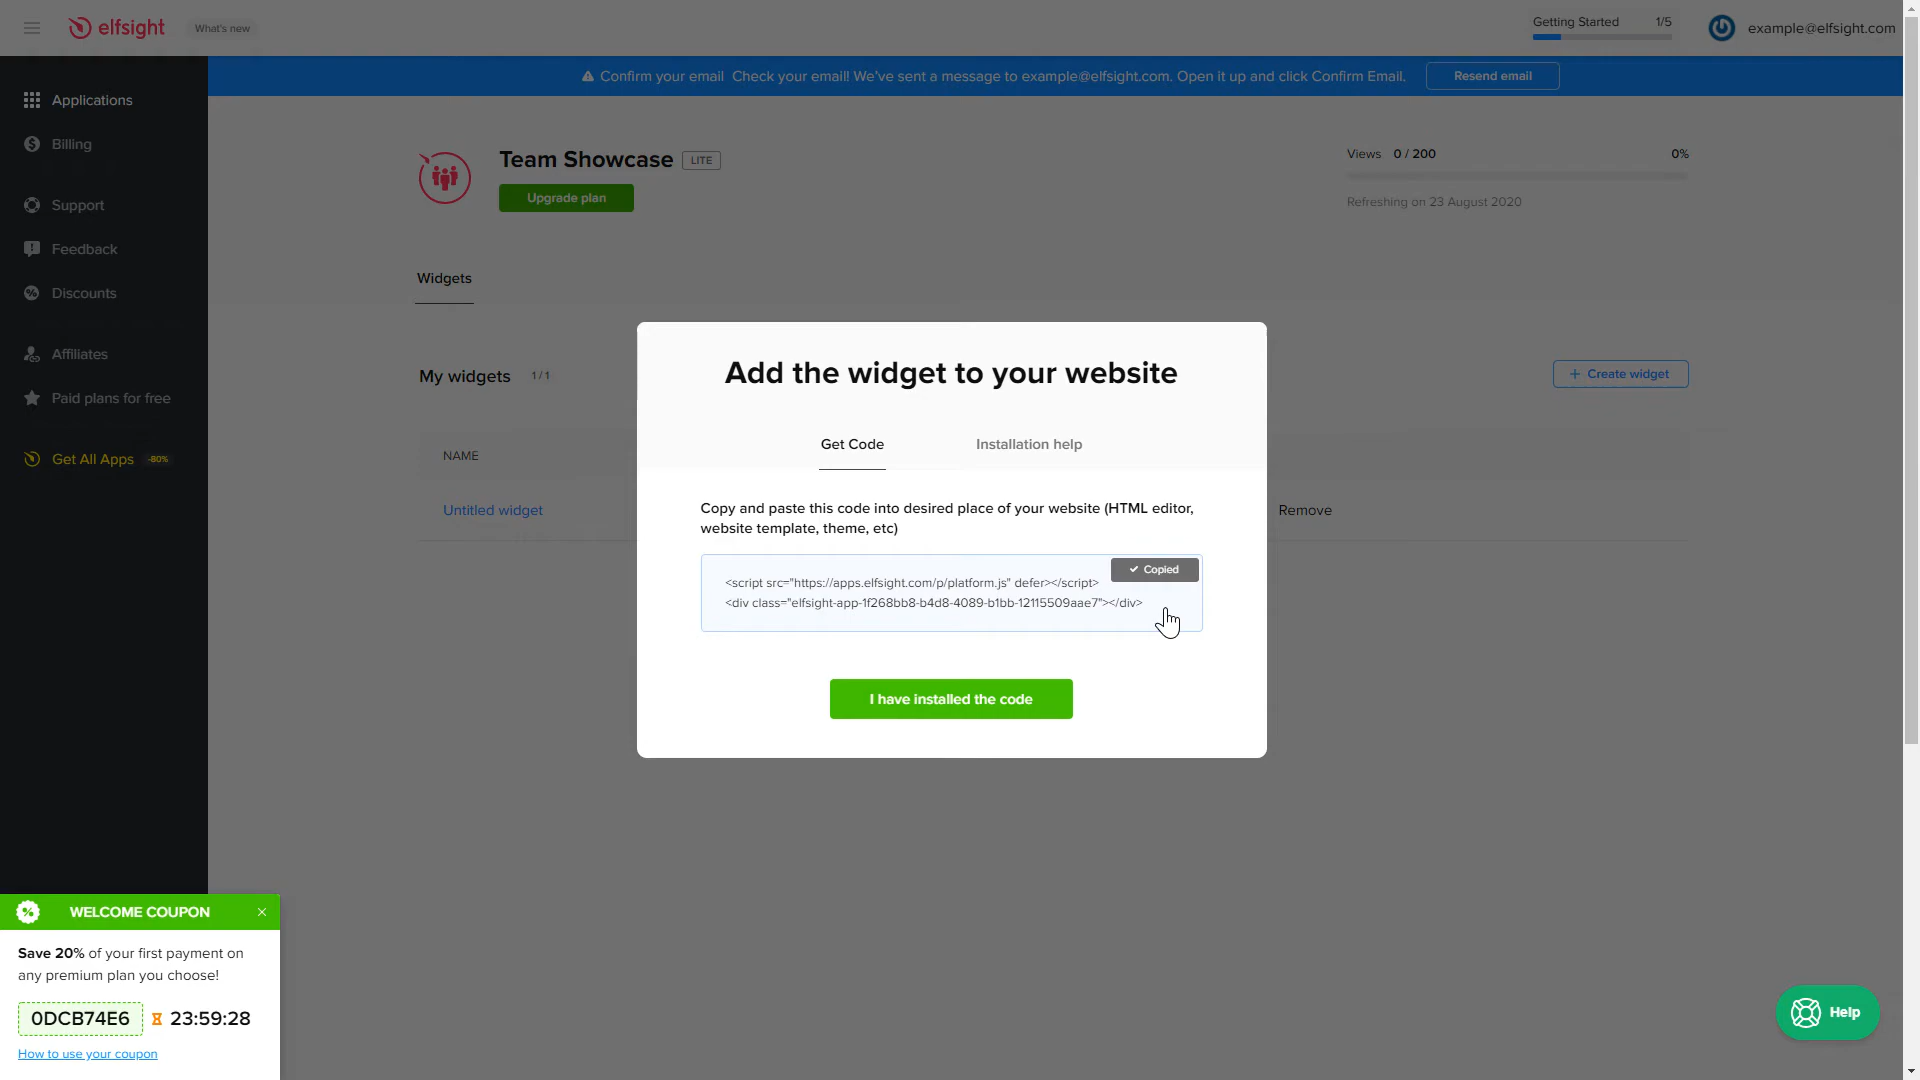 elfsight
What's new
Getting Started 1/5
example@elfsight.com
Confirm your email Check your email! We've sent a message to example@elfsight.com. Open it up and click Confirm Email.
Resend email
Applications
Billing
Support
Feedback
Discounts
Affiliates
Paid plans for free
Get All Apps -80%
Team Showcase LITE
Upgrade plan
Views 0 / 200 0%
Refreshing on 23 August 2020
Widgets
My widgets 1 / 1
+ Create widget
NAME
Untitled widget
Remove
Add the widget to your website
Get Code
Installation help
Copy and paste this code into desired place of your website (HTML editor,
website template, theme, etc)
Copied
<script src="https://apps.elfsight.com/p/platform.js" defer></script>
<div class="elfsight-app-1f268bb8-b4d8-4089-b1bb-12115509aae7"></div>
I have installed the code
WELCOME COUPON
Save 20% of your first payment on
any premium plan you choose!
0DCB74E6 23:59:28
How to use your coupon
Help